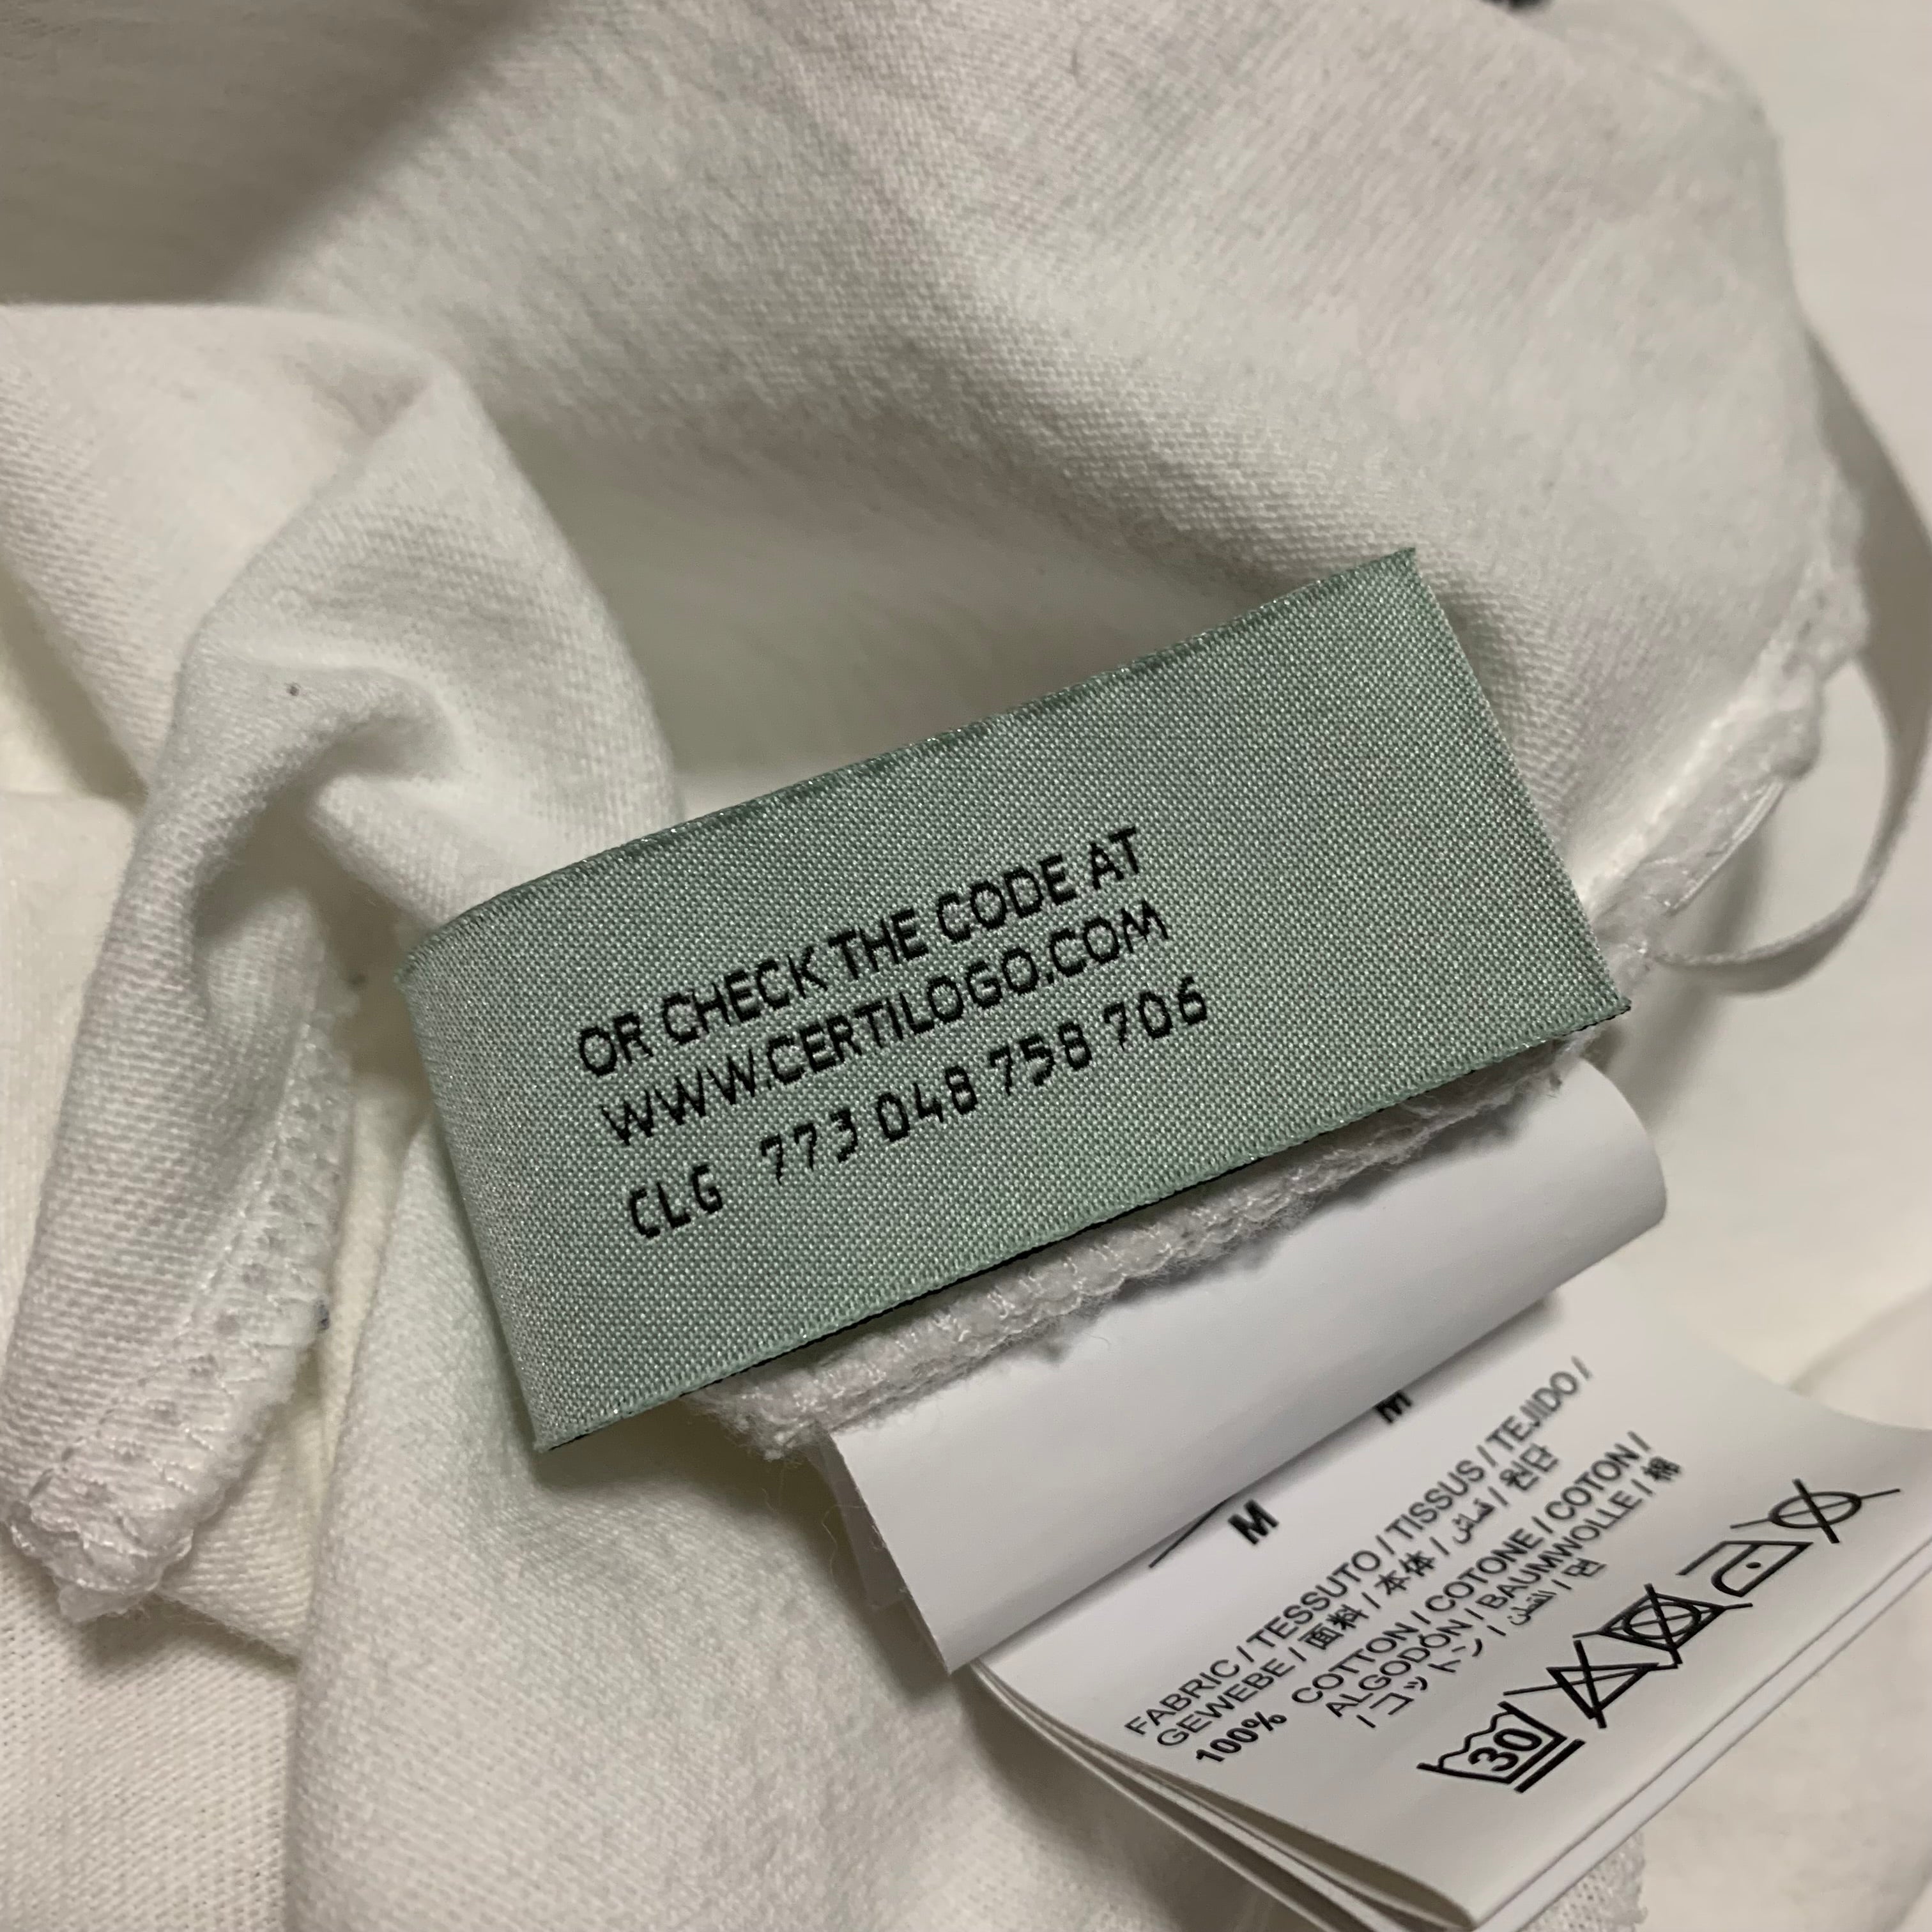 OR CHECK THE CODE AT
WWW.CERTILOGO.COM
CLG 773 048 758 706
M
M
FABRIC / TESSUTO / TISSUS / TEJIDO /
GEWEBE / 面料 / 本体 / قماش / 원단
100% COTTON / COTONE / COTON /
ALGODÓN / BAUMWOLLE / 棉
/ コットン / القطن / 면
30